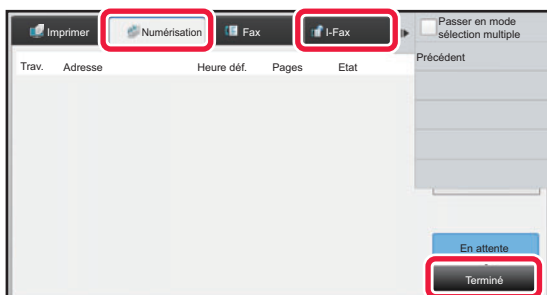 Imprimer Numérisation Fax I-Fax
Passer en mode
sélection multiple
Précédent
Trav. Adresse Heure déf. Pages Etat
En attente
Terminé